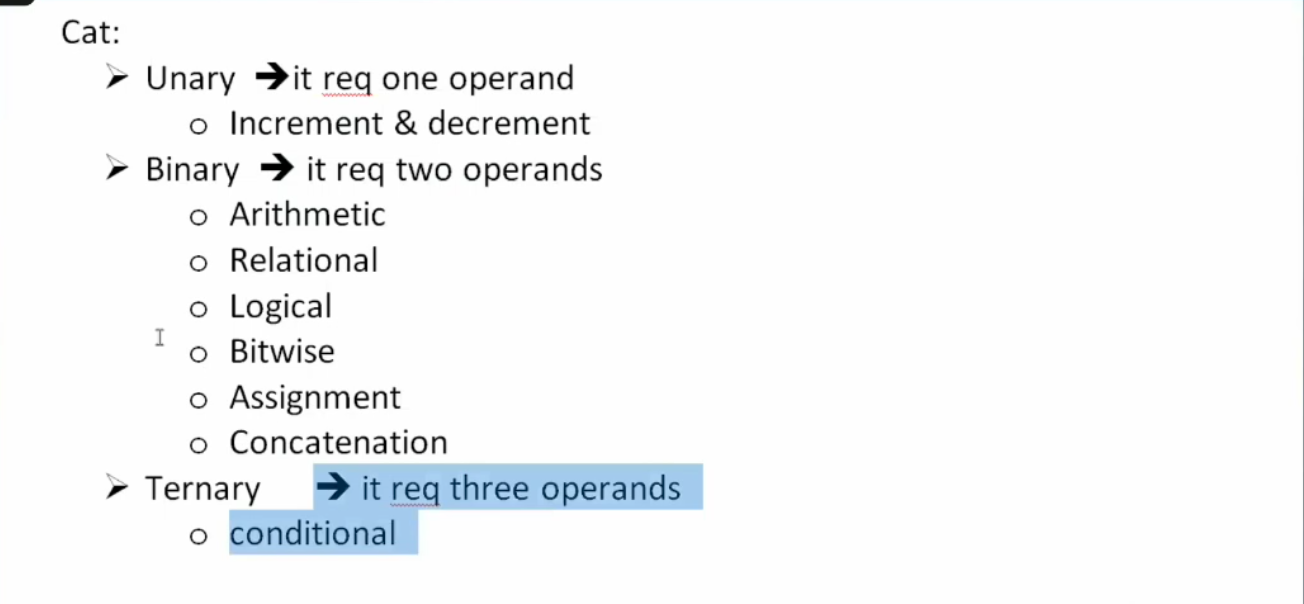 Cat:
➢ Unary ➔it req one operand
o Increment & decrement
➢ Binary ➔ it req two operands
o Arithmetic
o Relational
o Logical
o Bitwise
o Assignment
o Concatenation
➢ Ternary ➔ it req three operands
o conditional